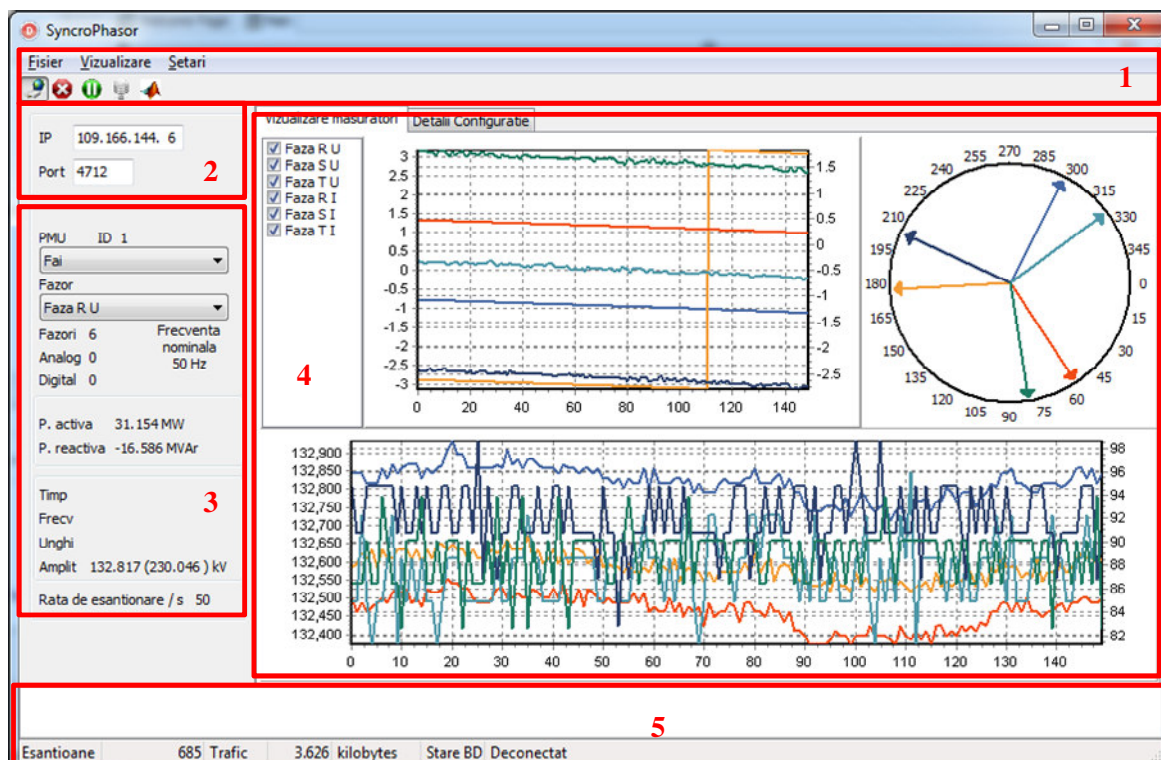 SyncroPhasor
Fisier Vizualizare Setari
1
IP 109.166.144. 6
Port 4712
2
PMU ID 1
Fai
Fazor
Faza R U
Fazori 6
Analog 0
Digital 0
Frecventa
nominala
50 Hz
P. activa 31.154 MW
P. reactiva -16.586 MVAr
Timp
Frecv
Unghi
Amplit 132.817 (230.046 ) kV
Rata de esantionare / s 50
3
Vizualizare masuratori
Detalii Configuratie
Faza R U
Faza S U
Faza T U
Faza R I
Faza S I
Faza T I
4
3
2.5
2
1.5
1
0.5
0
-0.5
-1
-1.5
-2
-2.5
-3
1.5
1
0.5
0
-0.5
-1
-1.5
-2
-2.5
0 20 40 60 80 100 120 140
270
285
300
315
330
345
0
15
30
45
60
75
90
105
120
135
150
165
180
195
210
225
240
255
132,900
132,850
132,800
132,750
132,700
132,650
132,600
132,550
132,500
132,450
132,400
98
96
94
92
90
88
86
84
82
0 10 20 30 40 50 60 70 80 90 100 110 120 130 140
5
Esantioane 685 Trafic 3.626 kilobytes Stare BD Deconectat